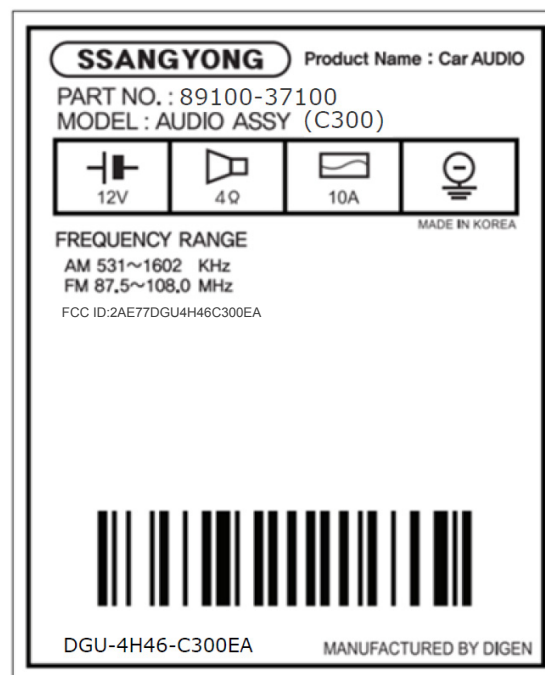 SSANGYONG Product Name : Car AUDIO
PART NO. : 89100-37100
MODEL : AUDIO ASSY (C300)
12V 4Ω 10A
MADE IN KOREA
FREQUENCY RANGE
AM 531~1602 KHz
FM 87.5~108.0 MHz
FCC ID:2AE77DGU4H46C300EA
DGU-4H46-C300EA MANUFACTURED BY DIGEN